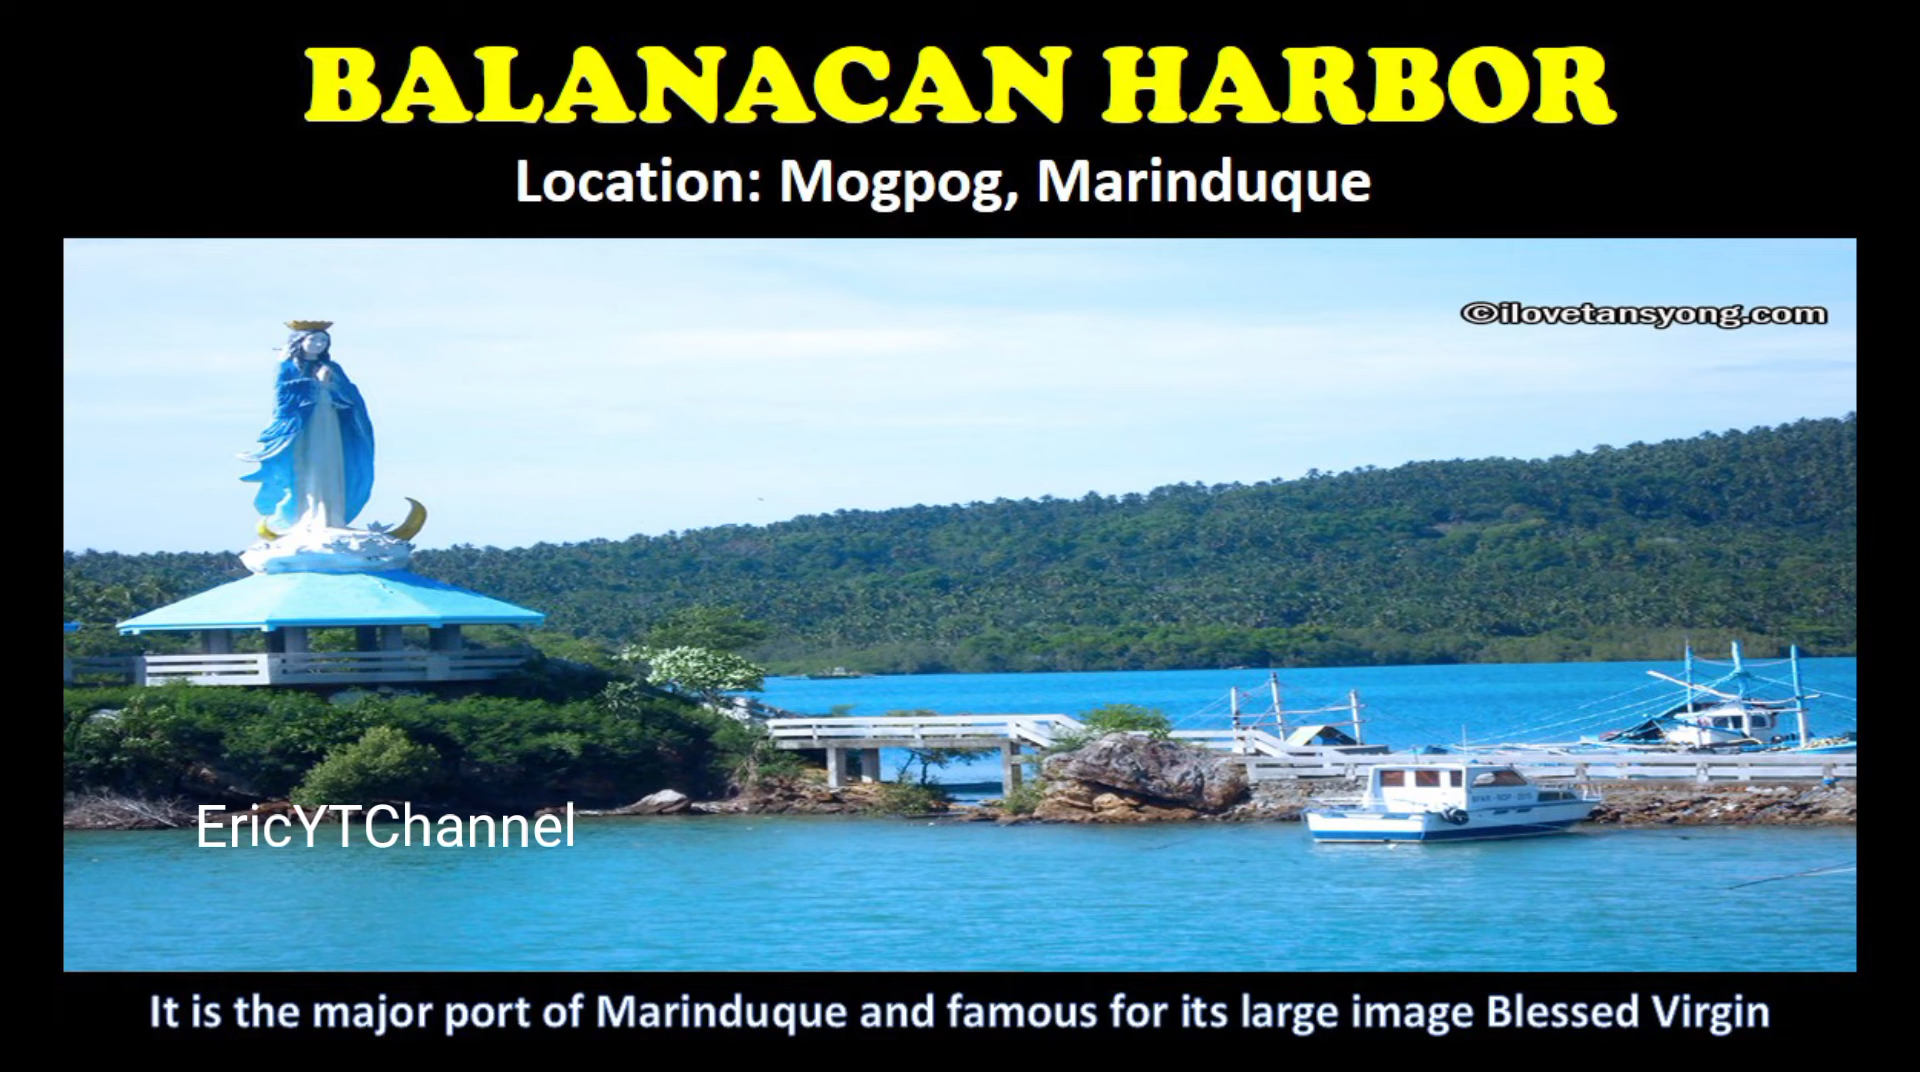 BALANACAN HARBOR
Location: Mogpog, Marinduque
©ilovetansyong.com
EricYTChannel
It is the major port of Marinduque and famous for its large image Blessed Virgin